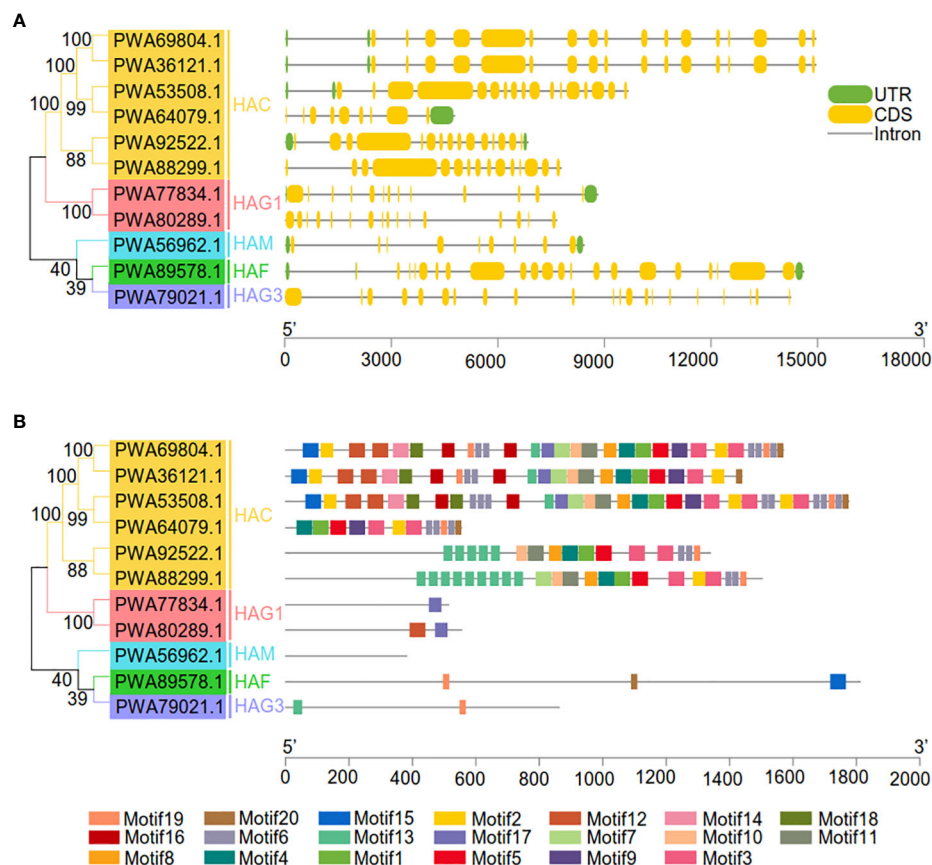 A
100
100
100
99
88
100
40
39
PWA69804.1
PWA36121.1
PWA53508.1
PWA64079.1
PWA92522.1
PWA88299.1
PWA77834.1
PWA80289.1
PWA56962.1
PWA89578.1
PWA79021.1
HAC
HAG1
HAM
HAF
HAG3
UTR
CDS
Intron
5’ 3’
0 3000 6000 9000 12000 15000 18000
B
100
100
100
99
88
100
40
39
PWA69804.1
PWA36121.1
PWA53508.1
PWA64079.1
PWA92522.1
PWA88299.1
PWA77834.1
PWA80289.1
PWA56962.1
PWA89578.1
PWA79021.1
HAC
HAG1
HAM
HAF
HAG3
5’ 3’
0 200 400 600 800 1000 1200 1400 1600 1800 2000
Motif19 Motif20 Motif15 Motif2 Motif12 Motif14 Motif18
Motif16 Motif6 Motif13 Motif17 Motif7 Motif10 Motif11
Motif8 Motif4 Motif1 Motif5 Motif9 Motif3